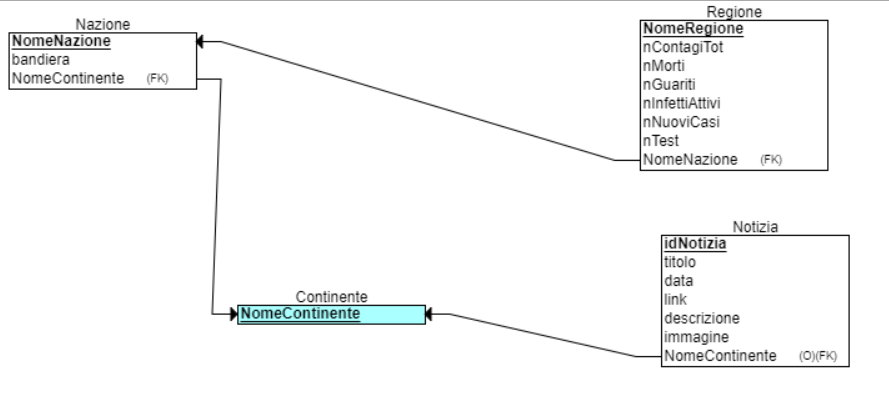 Nazione
NomeNazione
bandiera
NomeContinente (FK)
Regione
NomeRegione
nContagiTot
nMorti
nGuariti
nInfettiAttivi
nNuoviCasi
nTest
NomeNazione (FK)
Continente
NomeContinente
Notizia
idNotizia
titolo
data
link
descrizione
immagine
NomeContinente (O)(FK)